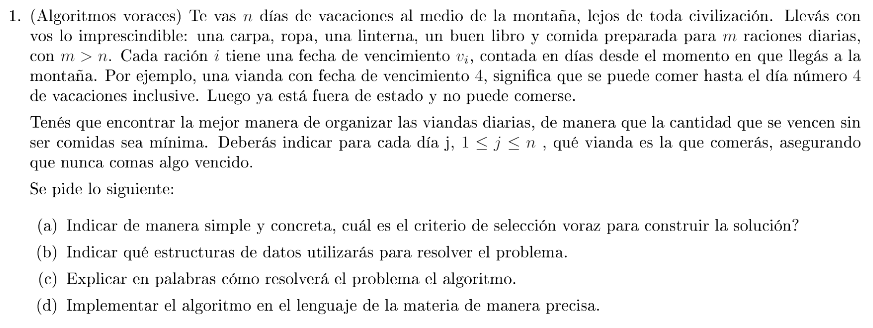 1. (Algoritmos voraces) Te vas n días de vacaciones al medio de la montaña, lejos de toda civilización. Llevás con
vos lo imprescindible: una carpa, ropa, una linterna, un buen libro y comida preparada para m raciones diarias,
con m > n. Cada ración i tiene una fecha de vencimiento vᵢ, contada en días desde el momento en que llegás a la
montaña. Por ejemplo, una vianda con fecha de vencimiento 4, significa que se puede comer hasta el día número 4
de vacaciones inclusive. Luego ya está fuera de estado y no puede comerse.
Tenés que encontrar la mejor manera de organizar las viandas diarias, de manera que la cantidad que se vencen sin
ser comidas sea mínima. Deberás indicar para cada día j, 1 ≤ j ≤ n , qué vianda es la que comerás, asegurando
que nunca comas algo vencido.
Se pide lo siguiente:
(a) Indicar de manera simple y concreta, cuál es el criterio de selección voraz para construir la solución?
(b) Indicar qué estructuras de datos utilizarás para resolver el problema.
(c) Explicar en palabras cómo resolverá el problema el algoritmo.
(d) Implementar el algoritmo en el lenguaje de la materia de manera precisa.